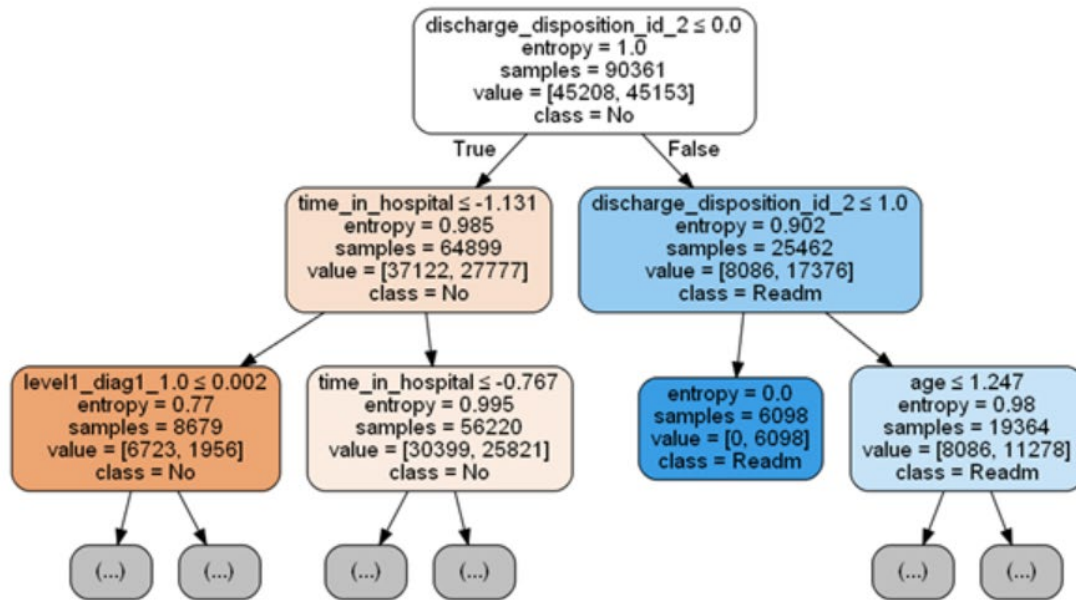 discharge_disposition_id_2 ≤ 0.0
entropy = 1.0
samples = 90361
value = [45208, 45153]
class = No
True
False
time_in_hospital ≤ -1.131
entropy = 0.985
samples = 64899
value = [37122, 27777]
class = No
discharge_disposition_id_2 ≤ 1.0
entropy = 0.902
samples = 25462
value = [8086, 17376]
class = Readm
level1_diag1_1.0 ≤ 0.002
entropy = 0.77
samples = 8679
value = [6723, 1956]
class = No
time_in_hospital ≤ -0.767
entropy = 0.995
samples = 56220
value = [30399, 25821]
class = No
entropy = 0.0
samples = 6098
value = [0, 6098]
class = Readm
age ≤ 1.247
entropy = 0.98
samples = 19364
value = [8086, 11278]
class = Readm
(...)
(...)
(...)
(...)
(...)
(...)